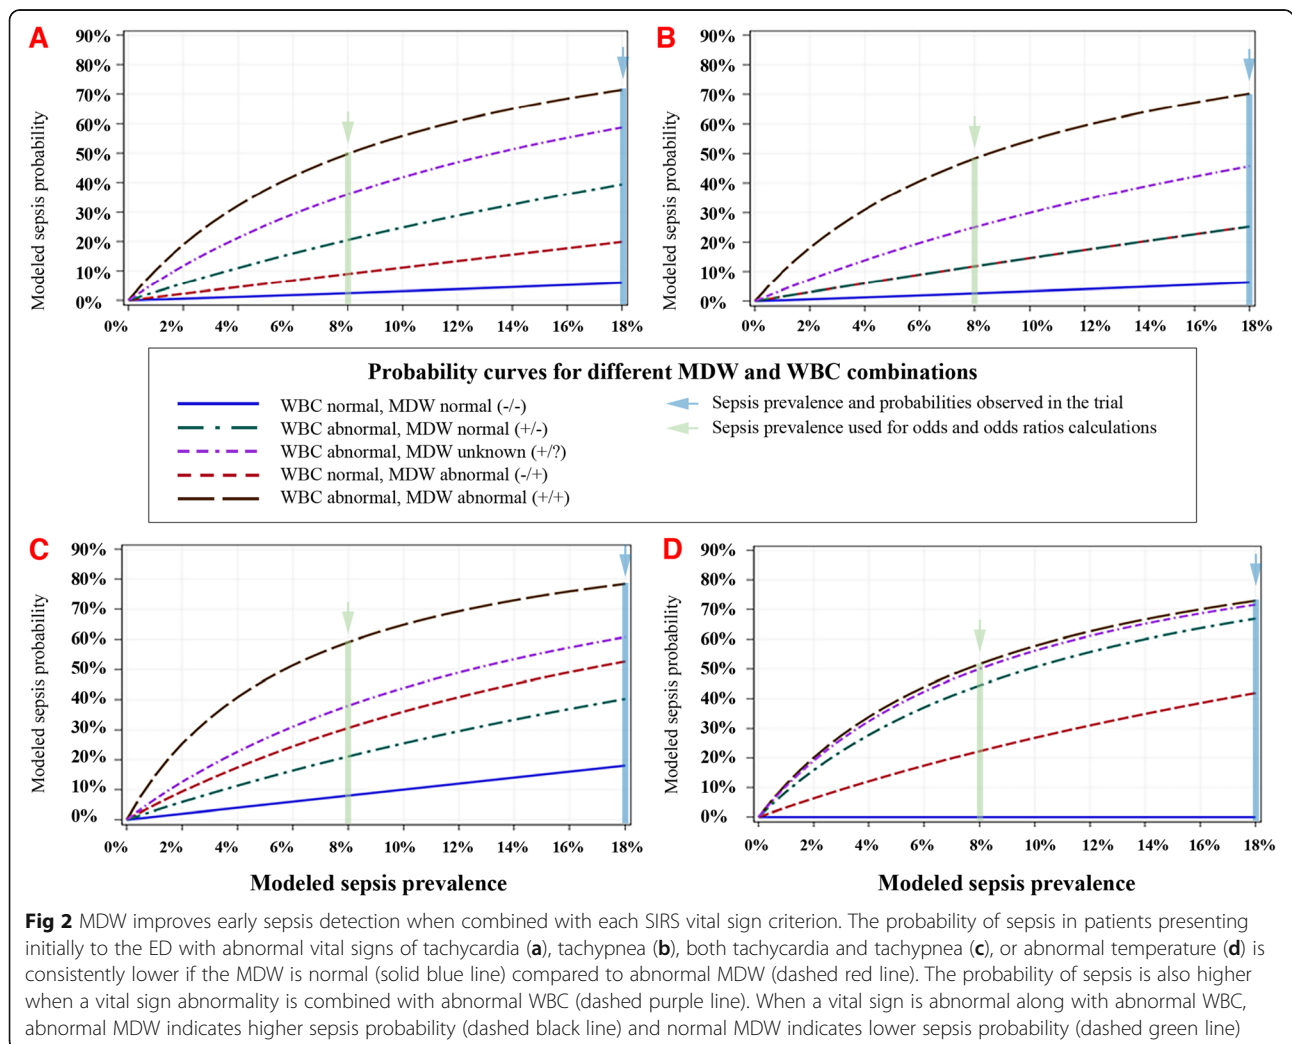 A
B
90%
80%
70%
60%
50%
40%
30%
20%
10%
0%
Modeled sepsis probability
0% 2% 4% 6% 8% 10% 12% 14% 16% 18%
90%
80%
70%
60%
50%
40%
30%
20%
10%
0%
Modeled sepsis probability
0% 2% 4% 6% 8% 10% 12% 14% 16% 18%
Probability curves for different MDW and WBC combinations
WBC normal, MDW normal (-/-)
WBC abnormal, MDW normal (+/-)
WBC abnormal, MDW unknown (+/?)
WBC normal, MDW abnormal (-/+)
WBC abnormal, MDW abnormal (+/+)
Sepsis prevalence and probabilities observed in the trial
Sepsis prevalence used for odds and odds ratios calculations
C
D
90%
80%
70%
60%
50%
40%
30%
20%
10%
0%
Modeled sepsis probability
0% 2% 4% 6% 8% 10% 12% 14% 16% 18%
Modeled sepsis prevalence
90%
80%
70%
60%
50%
40%
30%
20%
10%
0%
Modeled sepsis probability
0% 2% 4% 6% 8% 10% 12% 14% 16% 18%
Modeled sepsis prevalence
Fig 2 MDW improves early sepsis detection when combined with each SIRS vital sign criterion. The probability of sepsis in patients presenting
initially to the ED with abnormal vital signs of tachycardia (a), tachypnea (b), both tachycardia and tachypnea (c), or abnormal temperature (d) is
consistently lower if the MDW is normal (solid blue line) compared to abnormal MDW (dashed red line). The probability of sepsis is also higher
when a vital sign abnormality is combined with abnormal WBC (dashed purple line). When a vital sign is abnormal along with abnormal WBC,
abnormal MDW indicates higher sepsis probability (dashed black line) and normal MDW indicates lower sepsis probability (dashed green line)